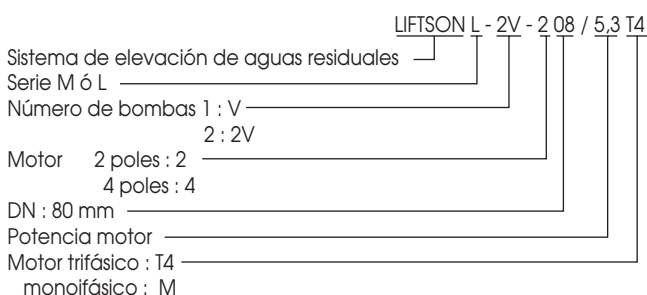 LIFTSON L - 2V - 2 08 / 5,3 T4
Sistema de elevación de aguas residuales
Serie M ó L
Número de bombas 1 : V
2 : 2V
Motor 2 poles : 2
4 poles : 4
DN : 80 mm
Potencia motor
Motor trifásico : T4
monoifásico : M